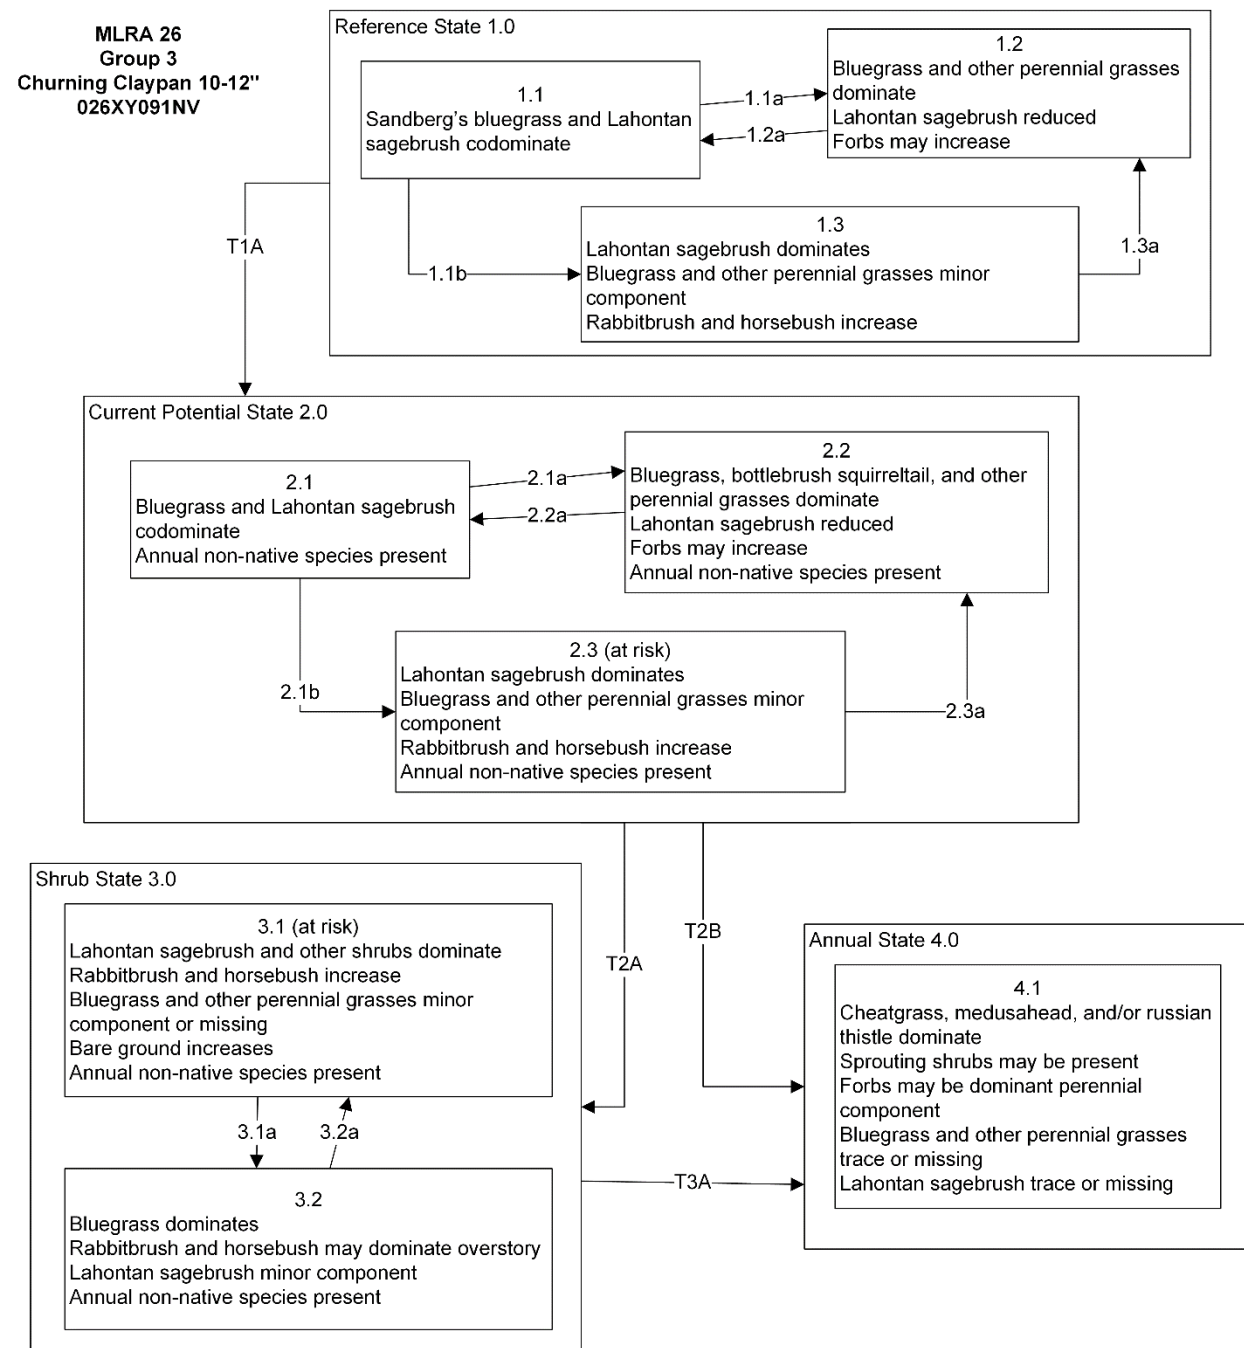 MLRA 26
Group 3
Churning Claypan 10-12"
026XY091NV
Reference State 1.0
1.1
Sandberg's bluegrass and Lahontan
sagebrush codominate
1.1a
1.2a
1.2
Bluegrass and other perennial grasses
dominate
Lahontan sagebrush reduced
Forbs may increase
1.1b
1.3
Lahontan sagebrush dominates
Bluegrass and other perennial grasses minor
component
Rabbitbrush and horsebush increase
1.3a
T1A
Current Potential State 2.0
2.1
Bluegrass and Lahontan sagebrush
codominate
Annual non-native species present
2.1a
2.2a
2.2
Bluegrass, bottlebrush squirreltail, and other
perennial grasses dominate
Lahontan sagebrush reduced
Forbs may increase
Annual non-native species present
2.1b
2.3 (at risk)
Lahontan sagebrush dominates
Bluegrass and other perennial grasses minor
component
Rabbitbrush and horsebush increase
Annual non-native species present
2.3a
T2A
T2B
Shrub State 3.0
3.1 (at risk)
Lahontan sagebrush and other shrubs dominate
Rabbitbrush and horsebush increase
Bluegrass and other perennial grasses minor
component or missing
Bare ground increases
Annual non-native species present
3.1a
3.2a
3.2
Bluegrass dominates
Rabbitbrush and horsebush may dominate overstory
Lahontan sagebrush minor component
Annual non-native species present
T3A
Annual State 4.0
4.1
Cheatgrass, medusahead, and/or russian
thistle dominate
Sprouting shrubs may be present
Forbs may be dominant perennial
component
Bluegrass and other perennial grasses
trace or missing
Lahontan sagebrush trace or missing